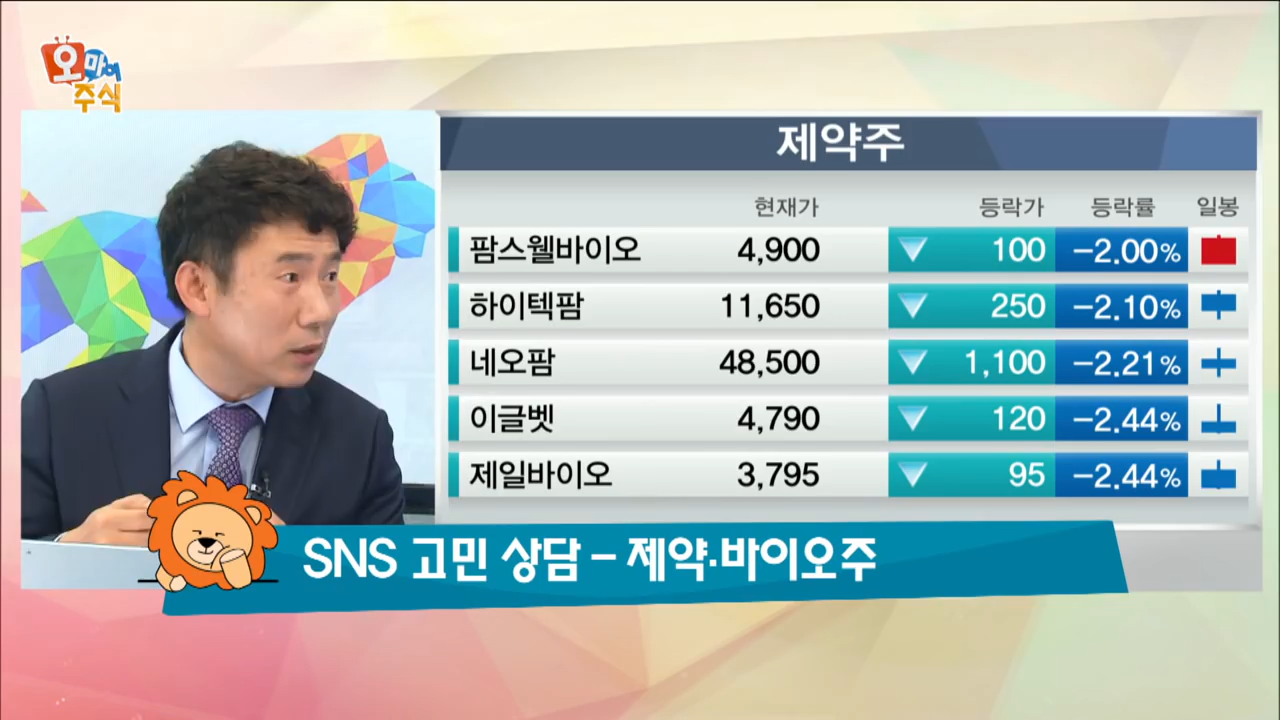 오마이
주식
제약주
현재가 등락가 등락률 일봉
팜스웰바이오 4,900 ▼ 100 -2.00%
하이텍팜 11,650 ▼ 250 -2.10%
네오팜 48,500 ▼ 1,100 -2.21%
이글벳 4,790 ▼ 120 -2.44%
제일바이오 3,795 ▼ 95 -2.44%
SNS 고민 상담 – 제약·바이오주